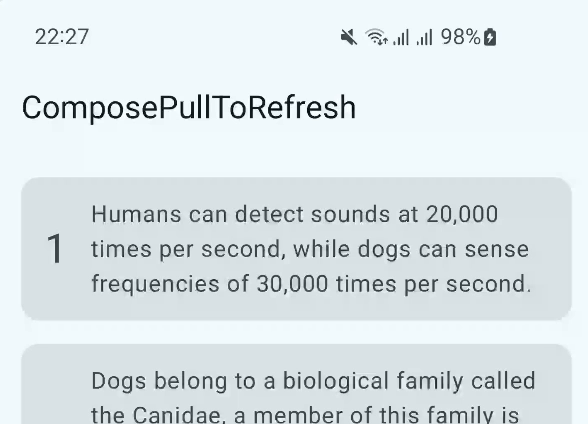 22:27 98%
ComposePullToRefresh
Humans can detect sounds at 20,000
1 times per second, while dogs can sense
frequencies of 30,000 times per second.
Dogs belong to a biological family called
the Canidae, a member of this family is